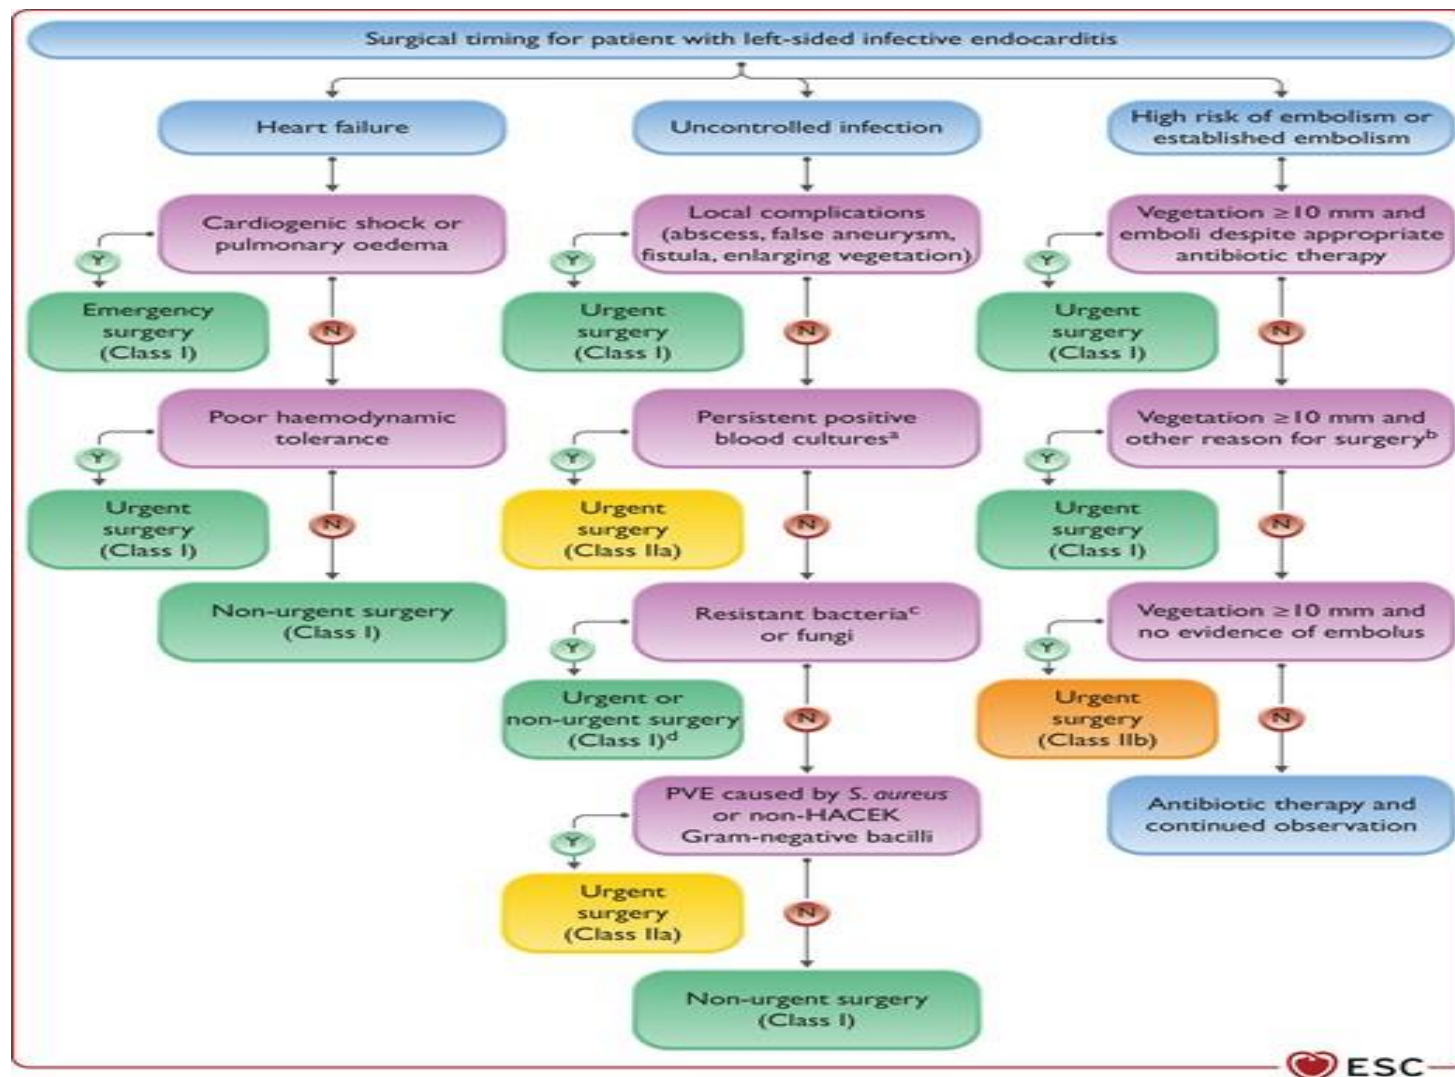 Surgical timing for patient with left-sided infective endocarditis
Heart failure
Cardiogenic shock or
pulmonary oedema
Y
Emergency
surgery
(Class I)
N
Poor haemodynamic
tolerance
Y
Urgent
surgery
(Class I)
N
Non-urgent surgery
(Class I)
Uncontrolled infection
Local complications
(abscess, false aneurysm,
fistula, enlarging vegetation)
Y
Urgent
surgery
(Class I)
N
Persistent positive
blood culturesᵃ
Y
Urgent
surgery
(Class IIa)
N
Resistant bacteriaᶜ
or fungi
Y
Urgent or
non-urgent surgery
(Class I)ᵈ
N
PVE caused by S. aureus
or non-HACEK
Gram-negative bacilli
Y
Urgent
surgery
(Class IIa)
N
Non-urgent surgery
(Class I)
High risk of embolism or
established embolism
Vegetation ≥10 mm and
emboli despite appropriate
antibiotic therapy
Y
Urgent
surgery
(Class I)
N
Vegetation ≥10 mm and
other reason for surgeryᵇ
Y
Urgent
surgery
(Class I)
N
Vegetation ≥10 mm and
no evidence of embolus
Y
Urgent
surgery
(Class IIb)
N
Antibiotic therapy and
continued observation
ESC